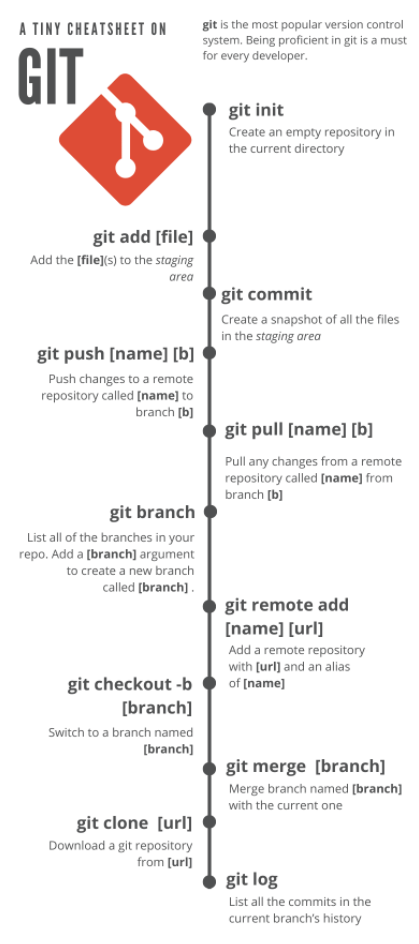 A TINY CHEATSHEET ON
GIT
git is the most popular version control
system. Being proficient in git is a must
for every developer.
git init
Create an empty repository in
the current directory
git add [file]
Add the [file](s) to the staging
area
git commit
Create a snapshot of all the files
in the staging area
git push [name] [b]
Push changes to a remote
repository called [name] to
branch [b]
git pull [name] [b]
Pull any changes from a remote
repository called [name] from
branch [b]
git branch
List all of the branches in your
repo. Add a [branch] argument
to create a new branch
called [branch] .
git remote add
[name] [url]
Add a remote repository
with [url] and an alias
of [name]
git checkout -b
[branch]
Switch to a branch named
[branch]
git merge [branch]
Merge branch named [branch]
with the current one
git clone [url]
Download a git repository
from [url]
git log
List all the commits in the
current branch's history